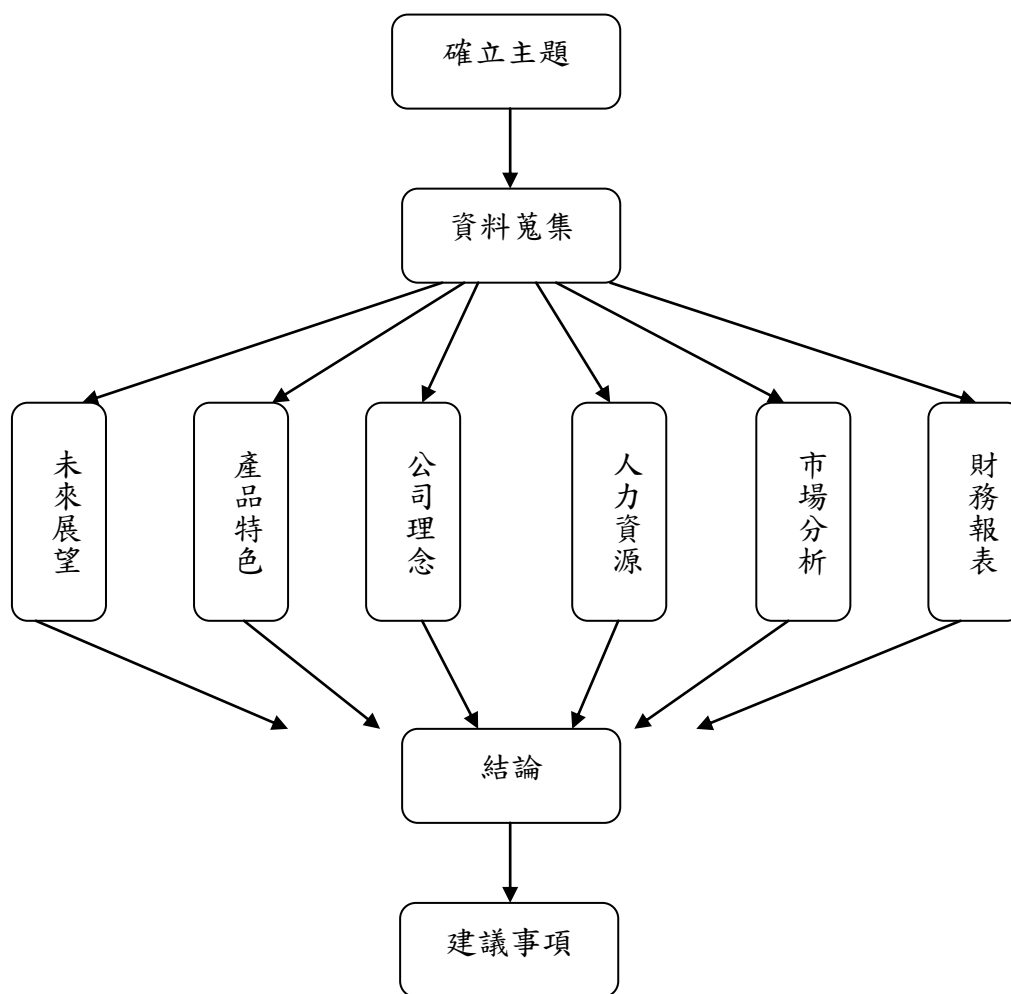 確立主題
資料蒐集
未來展望
產品特色
公司理念
人力資源
市場分析
財務報表
結論
建議事項